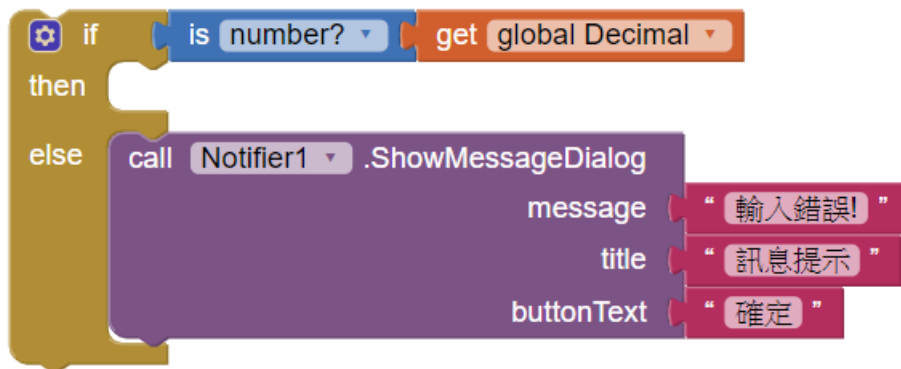 if is number? get global Decimal
then
else call Notifier1 .ShowMessageDialog
message “ 輸入錯誤! ”
title “ 訊息提示 ”
buttonText “ 確定 ”